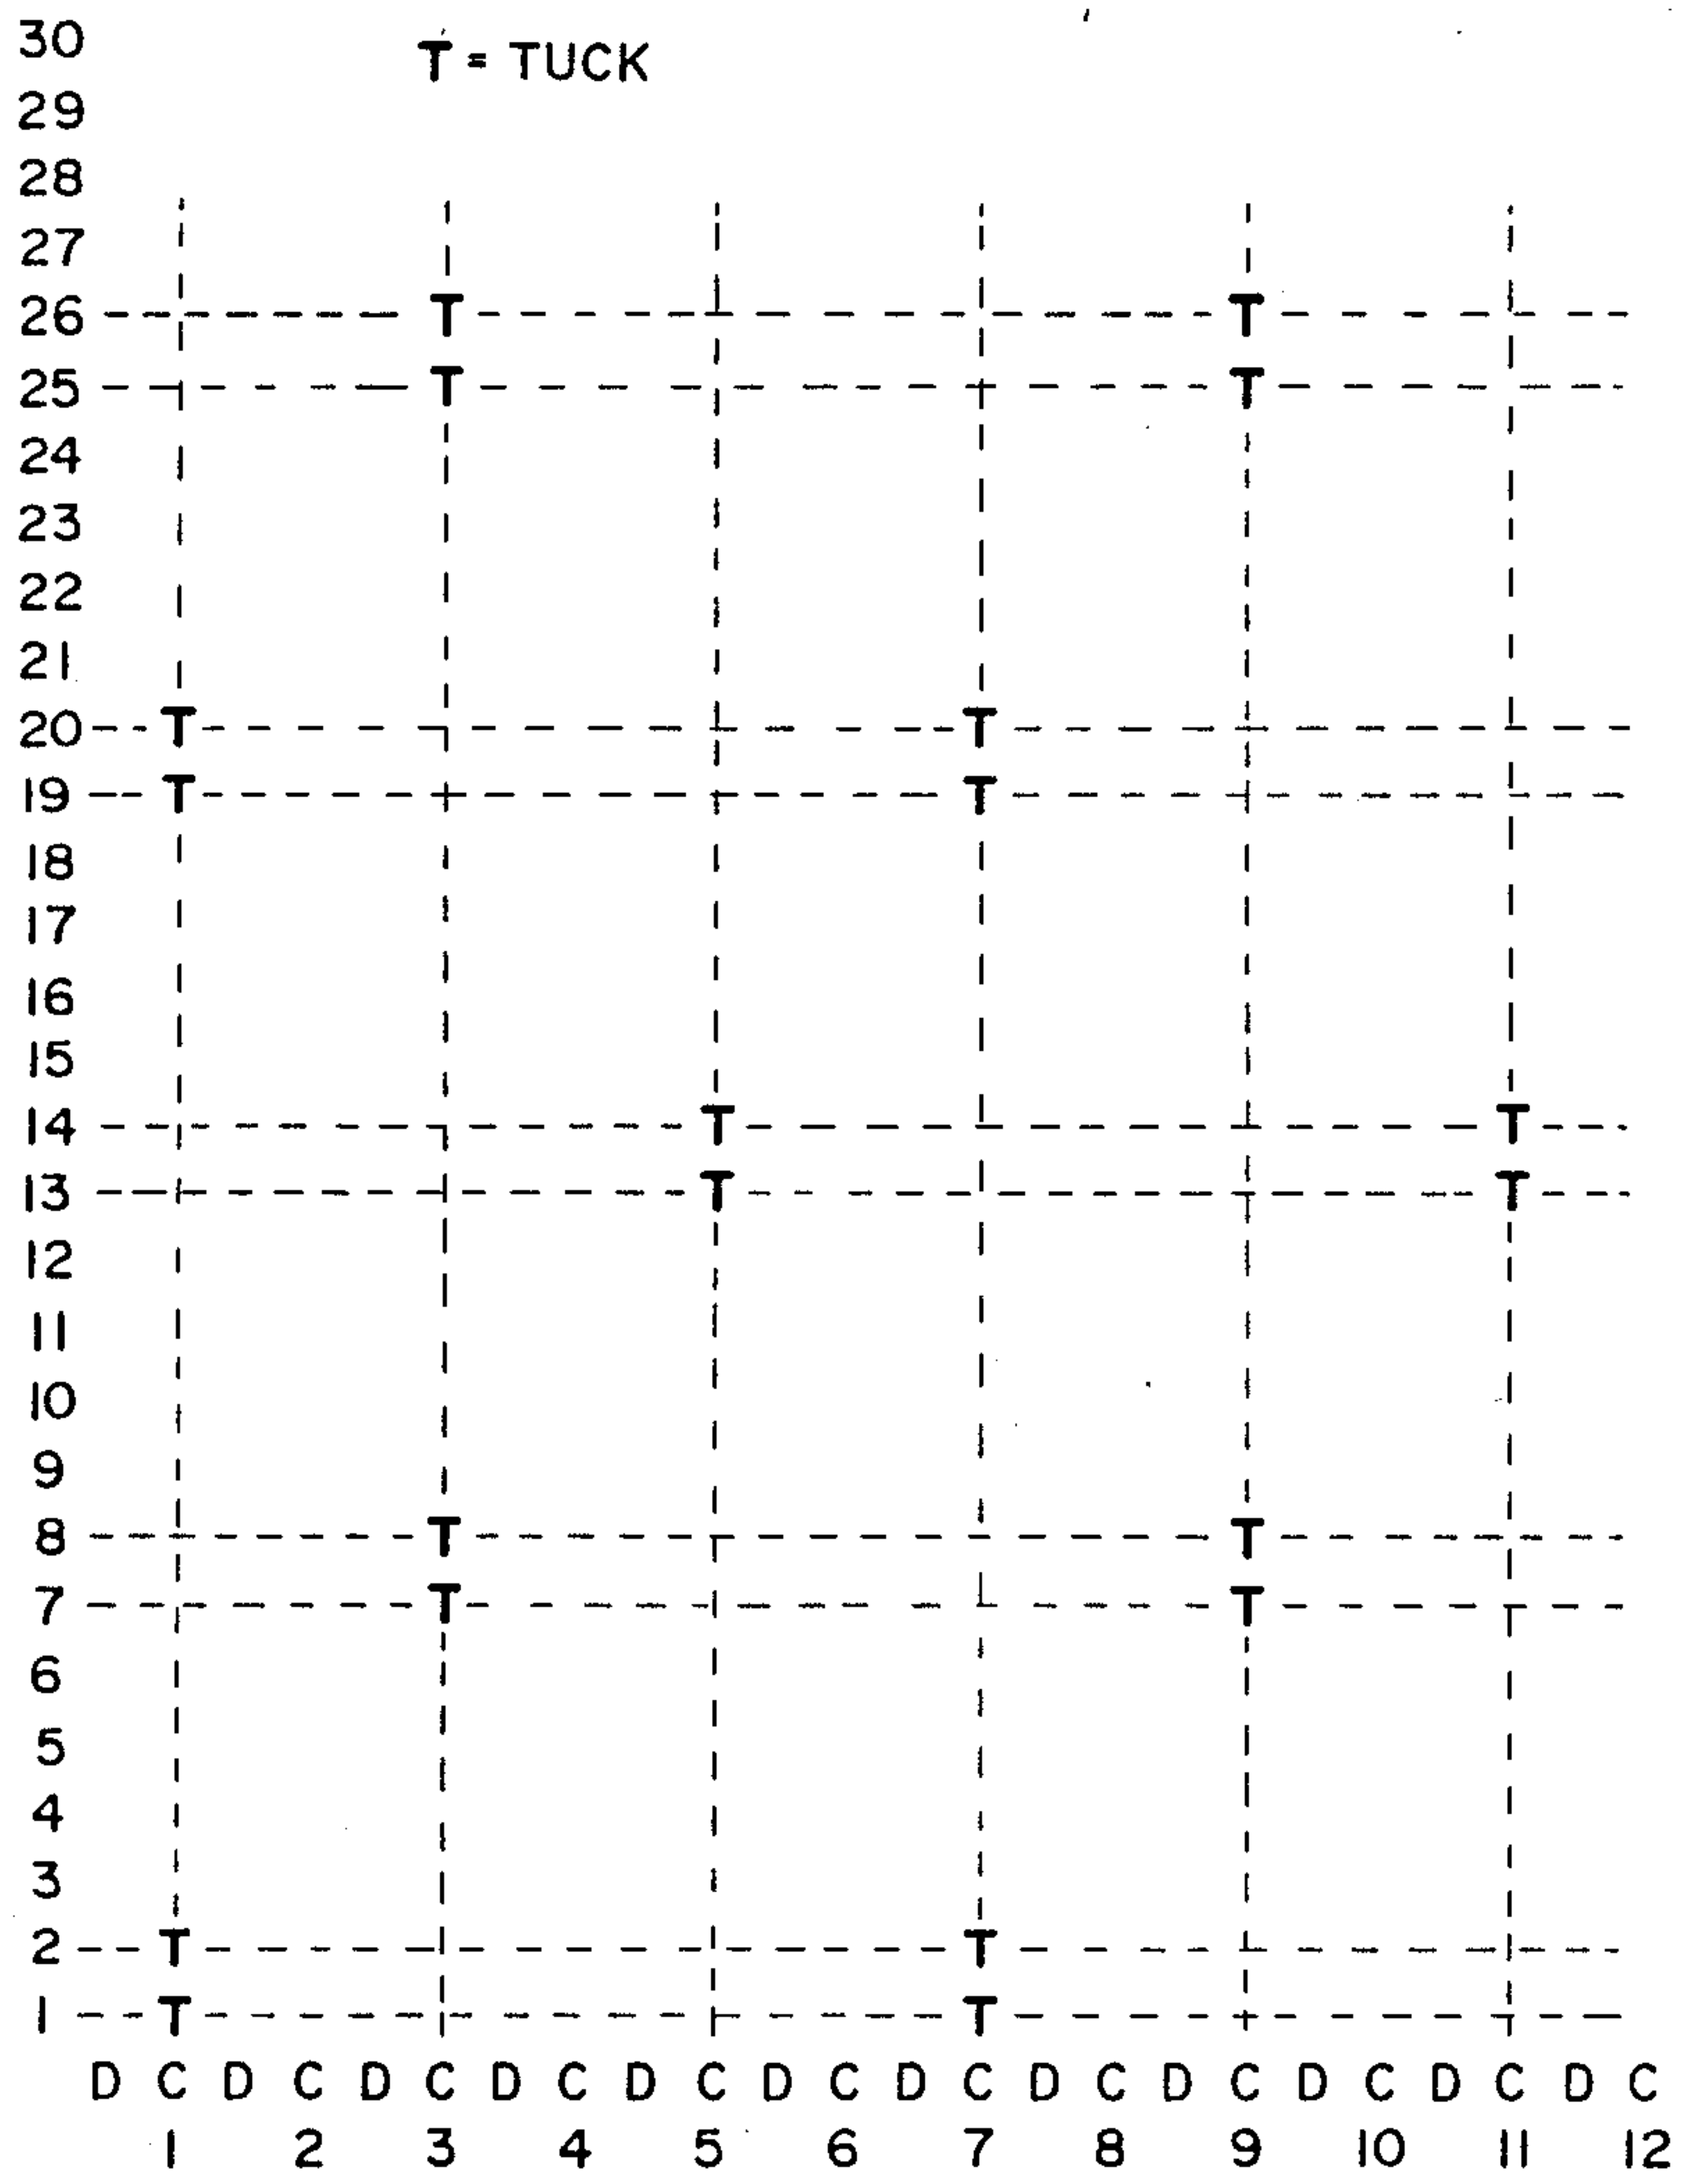 30
T = TUCK
29
28
27
26 T T
25 T T
24
23
22
21
20 T T
19 T T
18
17
16
15
14 T T
13 T T
12
11
10
9
8 T T
7 T T
6
5
4
3
2 T T
1 T T
D C D C D C D C D C D C D C D C D C D C D C D C
1 2 3 4 5 6 7 8 9 10 11 12